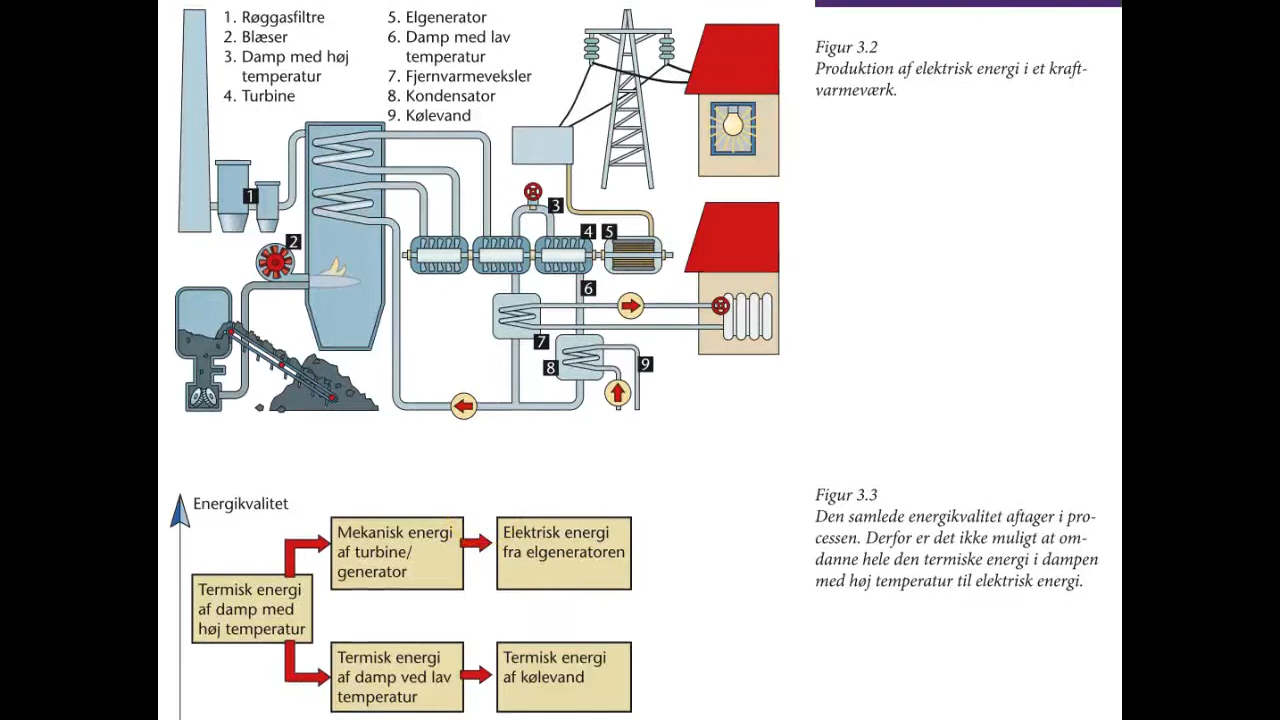 1. Røggasfiltre
2. Blæser
3. Damp med høj
temperatur
4. Turbine
5. Elgenerator
6. Damp med lav
temperatur
7. Fjernvarmeveksler
8. Kondensator
9. Kølevand
1
2
3
4
5
6
7
8
9
Figur 3.2
Produktion af elektrisk energi i et kraft-
varmeværk.
Energikvalitet
Termisk energi
af damp med
høj temperatur
Mekanisk energi
af turbine/
generator
Elektrisk energi
fra elgeneratoren
Termisk energi
af damp ved lav
temperatur
Termisk energi
af kølevand
Figur 3.3
Den samlede energikvalitet aftager i pro-
cessen. Derfor er det ikke muligt at om-
danne hele den termiske energi i dampen
med høj temperatur til elektrisk energi.